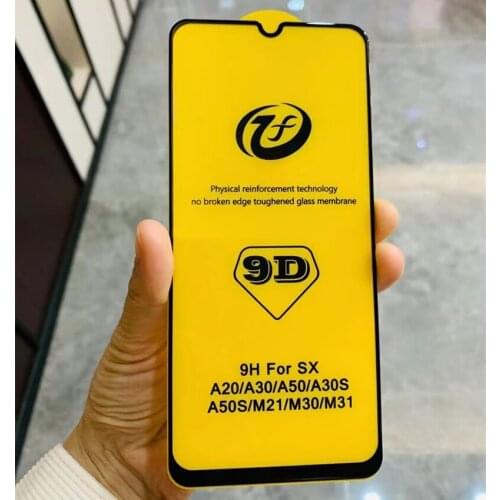 Physical reinforcement technology
no broken edge toughened glass membrane
9D
9H For SX
A20/A30/A50/A30S
A50S/M21/M30/M31